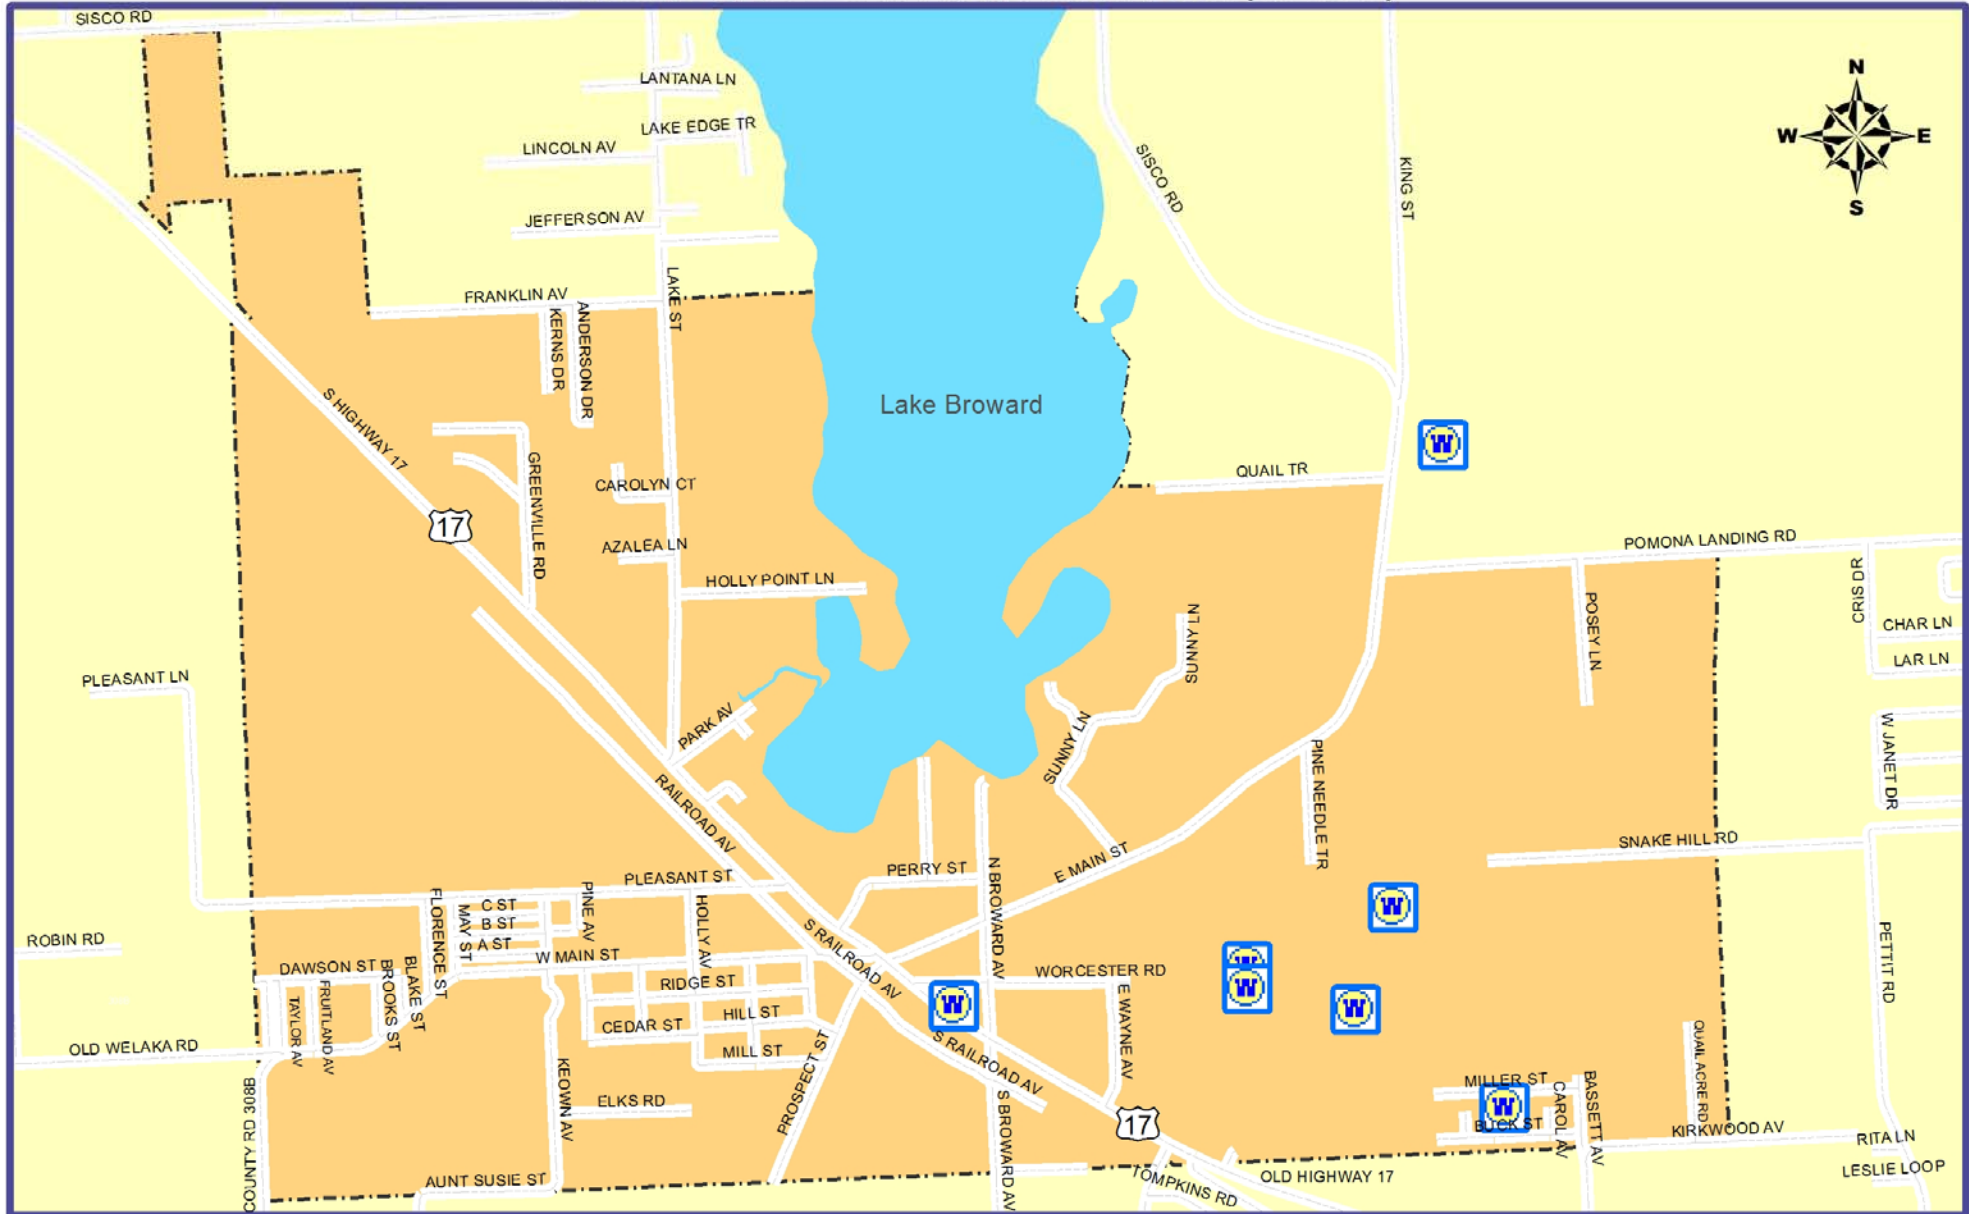 SISCO RD
LANTANA LN
N
LAKE EDGE TR
W
E
LINCOLN AV
SISCO RD
KING ST
S
JEFFERSON AV
LAKE ST
FRANKLIN AV
KERNS DR
ANDERSON DR
S HIGHWAY 17
Lake Broward
W
QUAIL TR
GREENVILLE RD
CAROLYN CT
17
AZALEA LN
POMONA LANDING RD
CRIS DR
HOLLY POINT LN
POSEY LN
SUNNY LN
CHAR LN
LAR LN
PLEASANT LN
PARK AV
SUNNY LN
W JANET DR
PINE NEEDLE TR
RAILROAD AV
SNAKE HILL RD
E MAIN ST
PERRY ST
PLEASANT ST
N BROWARD AV
FLORENCE ST
MAY ST
C ST
PINE AV
HOLLY AV
W
B ST
A ST
S RAILROAD AV
ROBIN RD
PETTIT RD
W MAIN ST
DAWSON ST
BROOKS ST
BLAKE ST
WORCESTER RD
W
W
RIDGE ST
E WAYNE AV
TAYLOR AV
FRUITLAND AV
W
W
CEDAR ST
HILL ST
OLD WELAKA RD
MILL ST
S RAILROAD AV
PROSPECT ST
KEOWN AV
QUAIL ACRE RD
COUNTY RD 308B
ELKS RD
MILLER ST
W
CAROL AV
BASSETT AV
S BROWARD AV
17
BUCK ST
KIRKWOOD AV
RITA LN
LESLIE LOOP
AUNT SUSIE ST
TOMPKINS RD
OLD HIGHWAY 17